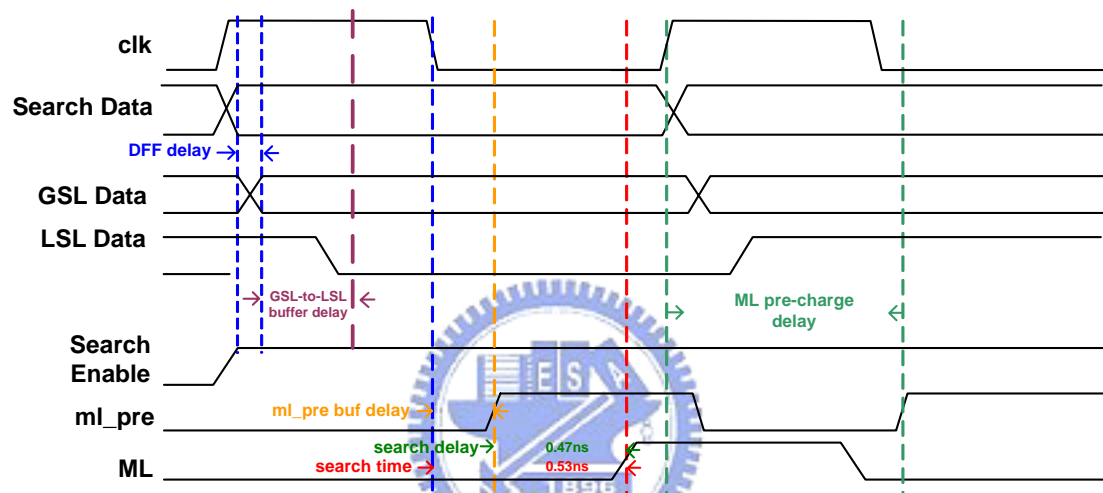 clk
Search Data
DFF delay
GSL Data
LSL Data
GSL-to-LSL
buffer delay
ML pre-charge
delay
Search
Enable
E S A
ml_pre
ml_pre buf delay
search delay
0.47ns
ML
search time
0.53ns
1896